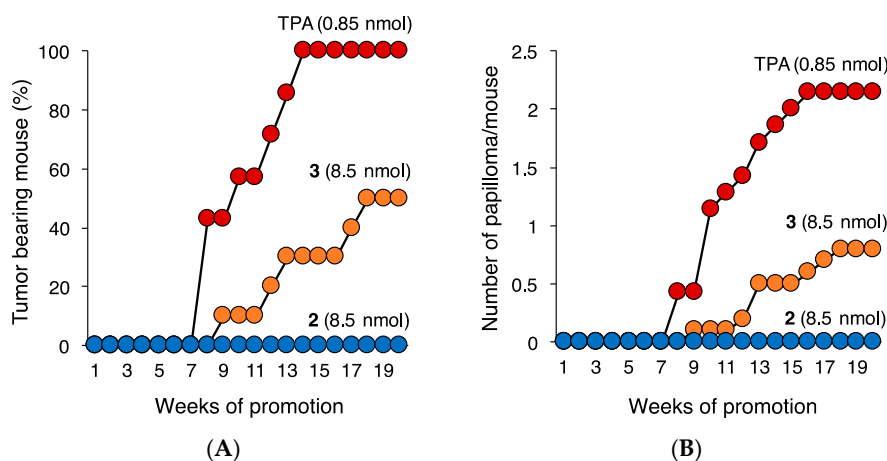 TPA (0.85 nmol)
100
80
60
40
20
0
Tumor bearing mouse (%)
3 (8.5 nmol)
2 (8.5 nmol)
1 3 5 7 9 11 13 15 17 19
Weeks of promotion
(A)
2.5
2
1.5
1
0.5
0
Number of papilloma/mouse
TPA (0.85 nmol)
3 (8.5 nmol)
2 (8.5 nmol)
1 3 5 7 9 11 13 15 17 19
Weeks of promotion
(B)